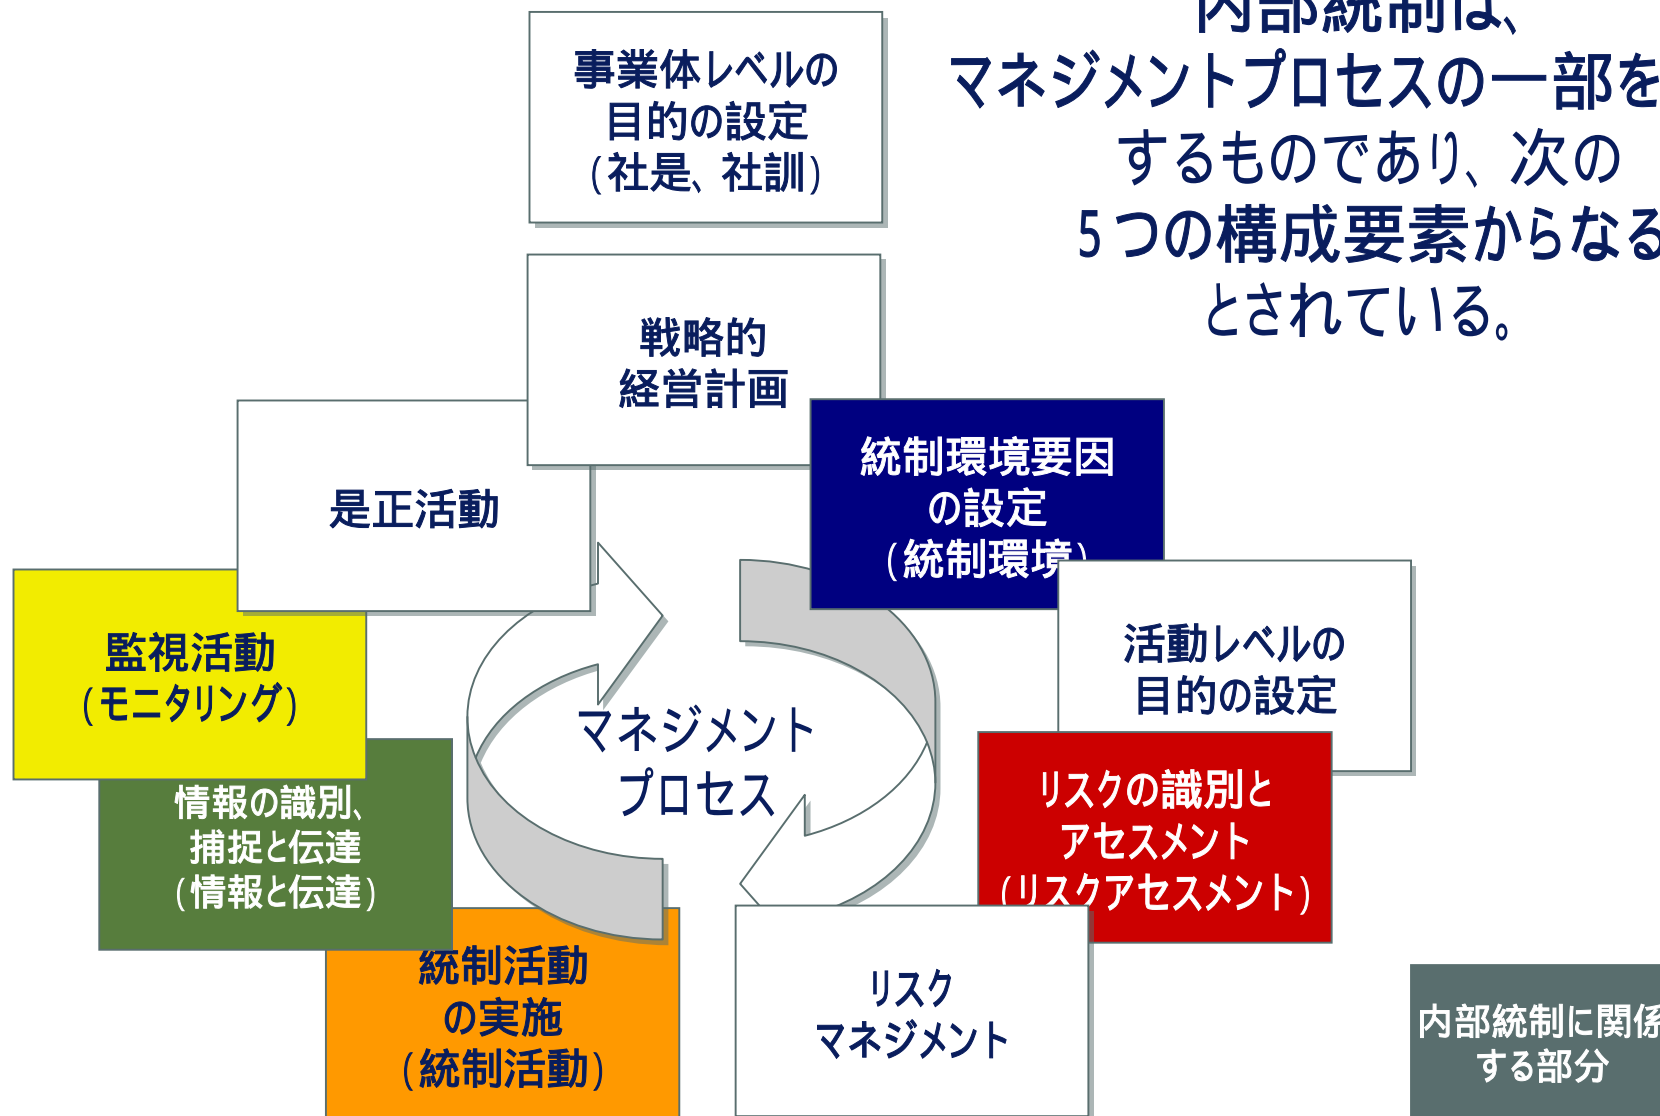 事業体レベルの
目的の設定
(社是、社訓)
内部統制は、
マネジメントプロセスの一部を
するものであり、次の
5つの構成要素からなる
とされている。
戦略的
経営計画
統制環境要因
の設定
(統制環境)
是正活動
活動レベルの
目的の設定
監視活動
(モニタリング)
マネジメント
プロセス
リスクの識別と
アセスメント
(リスクアセスメント)
情報の識別、
捕捉と伝達
(情報と伝達)
統制活動
の実施
(統制活動)
リスク
マネジメント
内部統制に関係
する部分